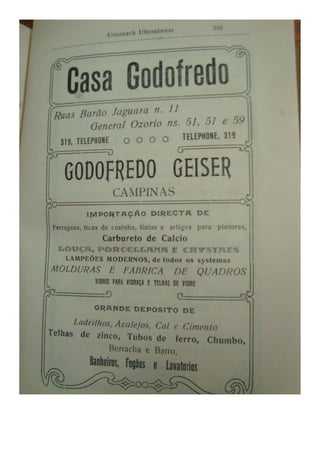 Almanach Uberabense
Casa Godofredo
Ruas Barão Jaguara n. 11
General Ozorio ns. 51, 51 e 59
319, TELEPHONE TELEPHONE, 319
GODOFREDO GEISER
CAMPINAS
IMPORTAÇÃO DIRECTA DE
Ferragens, trens de cosinha, tintas e artigos para pintores,
Carbureto de Calcio
LOUÇA, PORCELLANA E CRYSTAES
LAMPEÕES MODERNOS, de todos os systemas
MOLDURAS E FABRICA DE QUADROS
VIDROS PARA VIDRAÇA E TELHAS DE VIDRO
GRANDE DEPOSITO DE
Ladrilhos, Azulejos, Cal e Cimento
Telhas de zinco, Tubos de ferro, Chumbo,
Borracha e Barro,
Banheiros, Fogões e Lavatorios